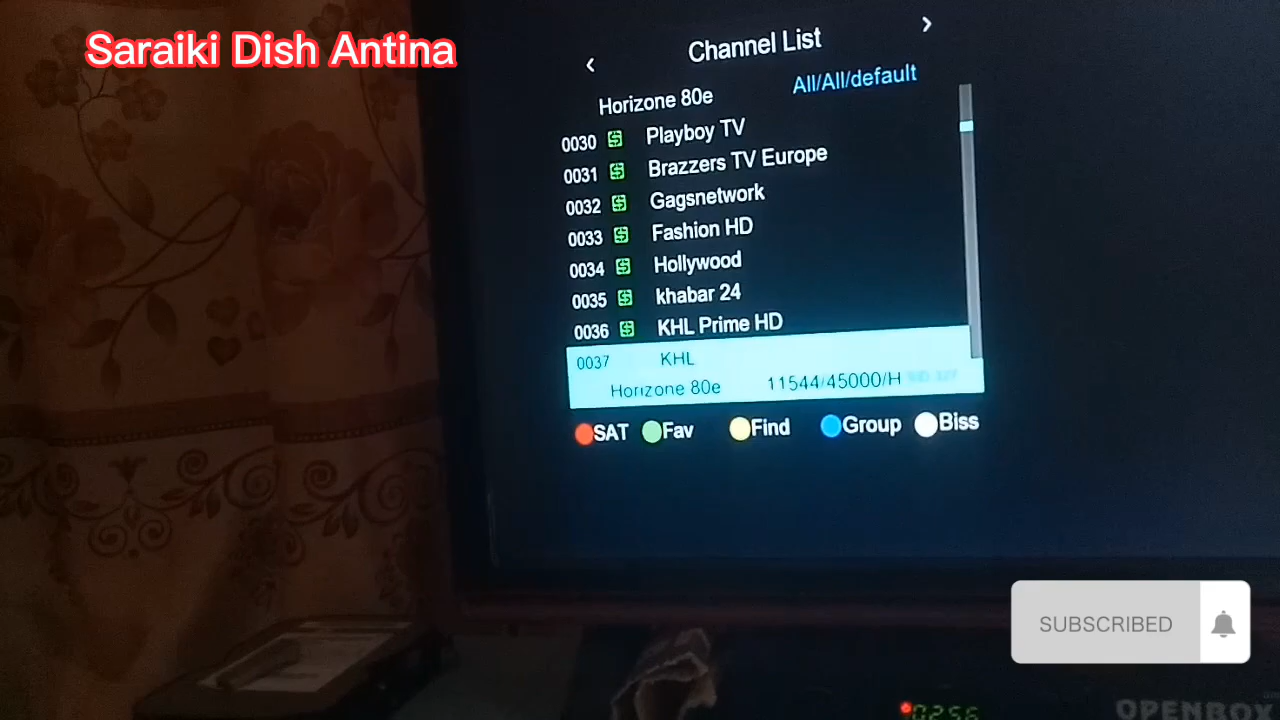 Saraiki Dish Antina
Channel List
Horizone 80e All/All/default
0030 Playboy TV
0031 Brazzers TV Europe
0032 Gagsnetwork
0033 Fashion HD
0034 Hollywood
0035 khabar 24
0036 KHL Prime HD
0037 KHL
Horizone 80e 11544/45000/H
SAT Fav Find Group Biss
SUBSCRIBED
02:56
OPENBOX